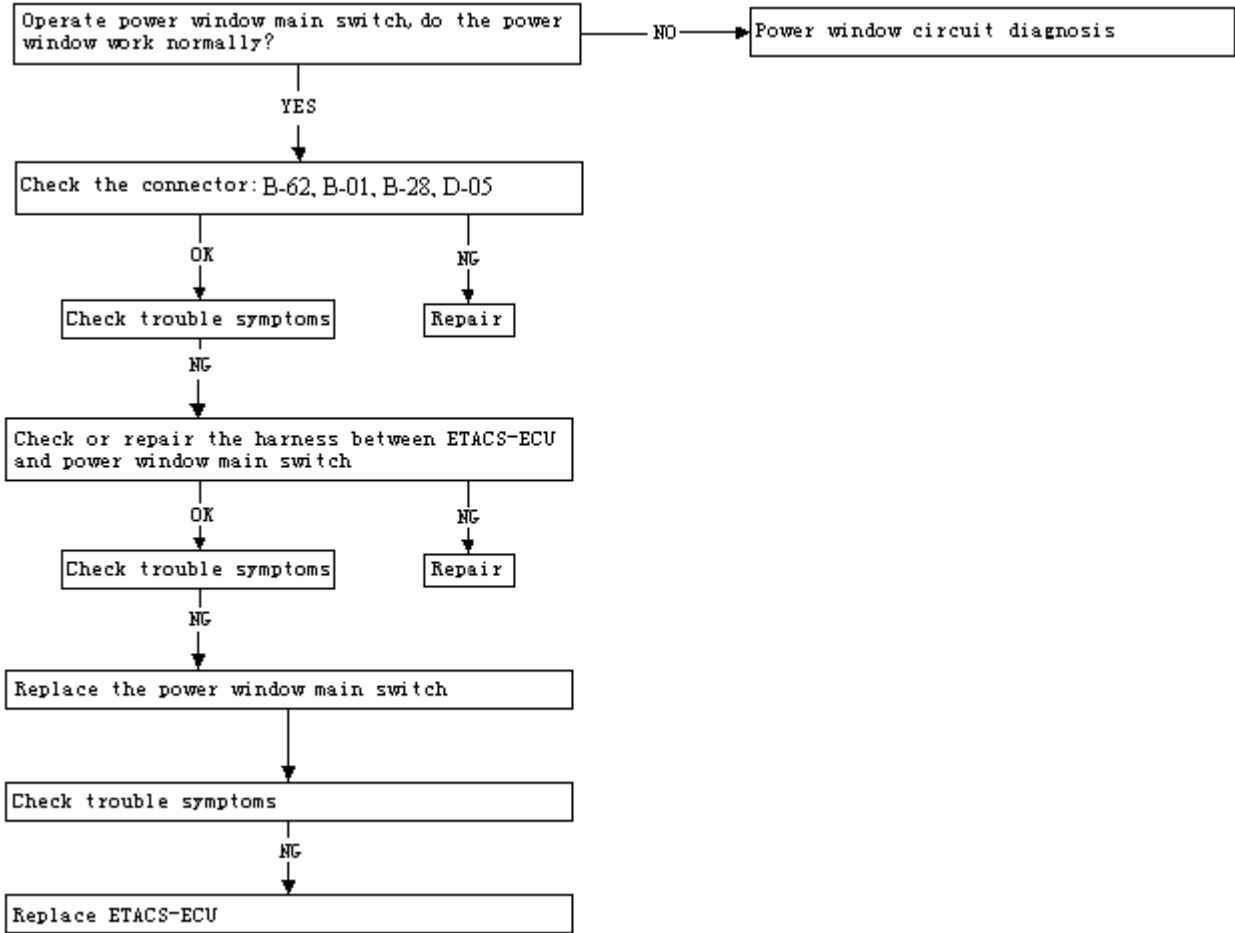 Operate power window main switch, do the power
window work normally?
NO
Power window circuit diagnosis
YES
Check the connector: B-62, B-01, B-28, D-05
OK
NG
Check trouble symptoms
Repair
NG
Check or repair the harness between ETACS-ECU
and power window main switch
OK
NG
Check trouble symptoms
Repair
NG
Replace the power window main switch
Check trouble symptoms
NG
Replace ETACS-ECU